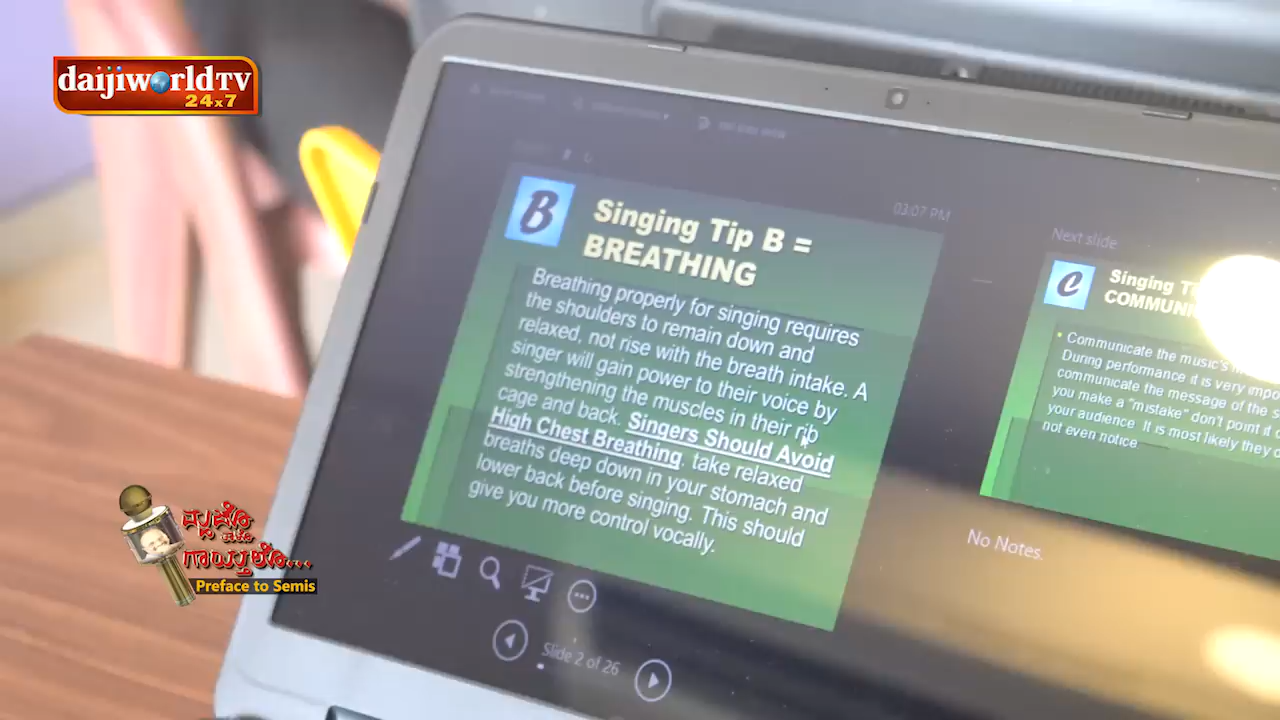 daijiworldTV
24x7
03:07 PM
B
Singing Tip B =
BREATHING
Breathing properly for singing requires
the shoulders to remain down and
relaxed, not rise with the breath intake. A
singer will gain power to their voice by
strengthening the muscles in their rib
cage and back. Singers Should Avoid
High Chest Breathing, take relaxed
breaths deep down in your stomach and
lower back before singing. This should
give you more control vocally.
Slide 2 of 26
Next slide
C
Singing
COMMUN
• Communicate the music's
During performance it is very
communicate the message of the
you make a "mistake" don't point it
your audience. It is most likely they
not even notice.
No Notes.
Preface to Semis